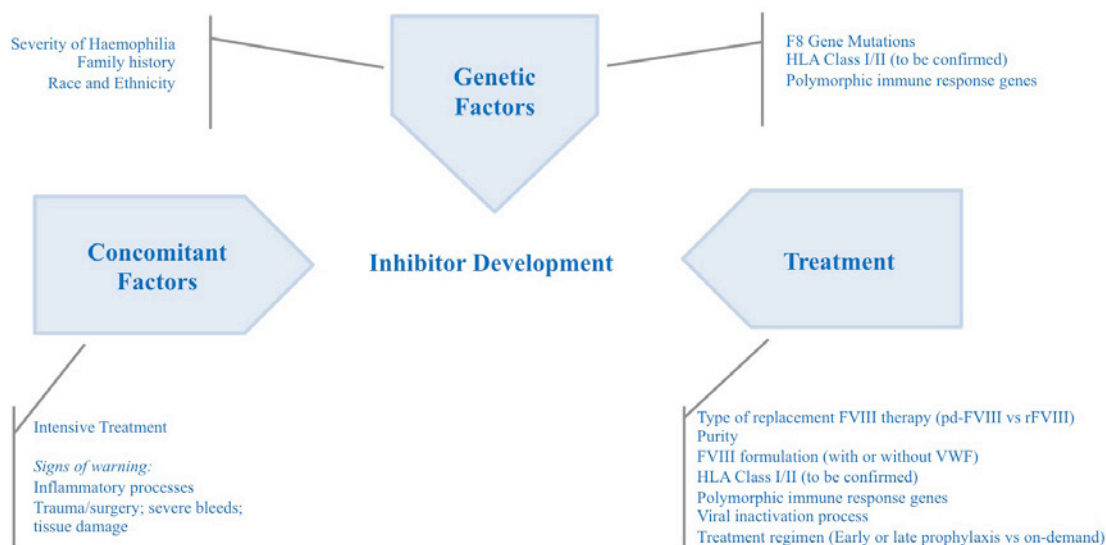 Severity of Haemophilia
Family history
Race and Ethnicity
Genetic
Factors
F8 Gene Mutations
HLA Class I/II (to be confirmed)
Polymorphic immune response genes
Concomitant
Factors
Inhibitor Development
Treatment
Intensive Treatment
Signs of warning:
Inflammatory processes
Trauma/surgery; severe bleeds;
tissue damage
Type of replacement FVIII therapy (pd-FVIII vs rFVIII)
Purity
FVIII formulation (with or without VWF)
HLA Class I/II (to be confirmed)
Polymorphic immune response genes
Viral inactivation process
Treatment regimen (Early or late prophylaxis vs on-demand)